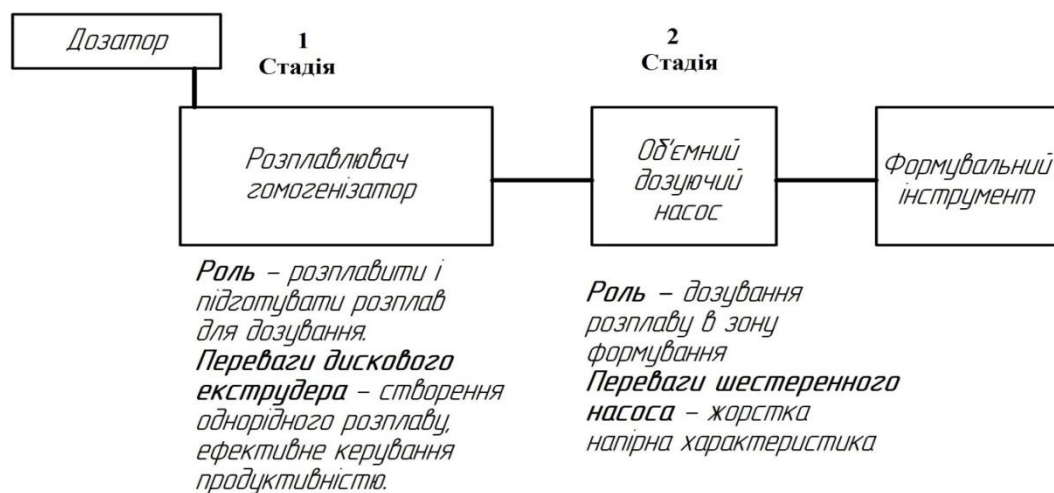 Дозатор
1
Стадія
2
Стадія
Розплавлювач
гомогенізатор
Об'ємний
дозуючий
насос
Формувальний
інструмент
Роль – розплавити і
підготувати розплав
для дозування.
Переваги дискового
екструдера – створення
однорідного розплаву,
ефективне керування
продуктивністю.
Роль – дозування
розплаву в зону
формування
Переваги шестеренного
насоса – жорстка
напірна характеристика